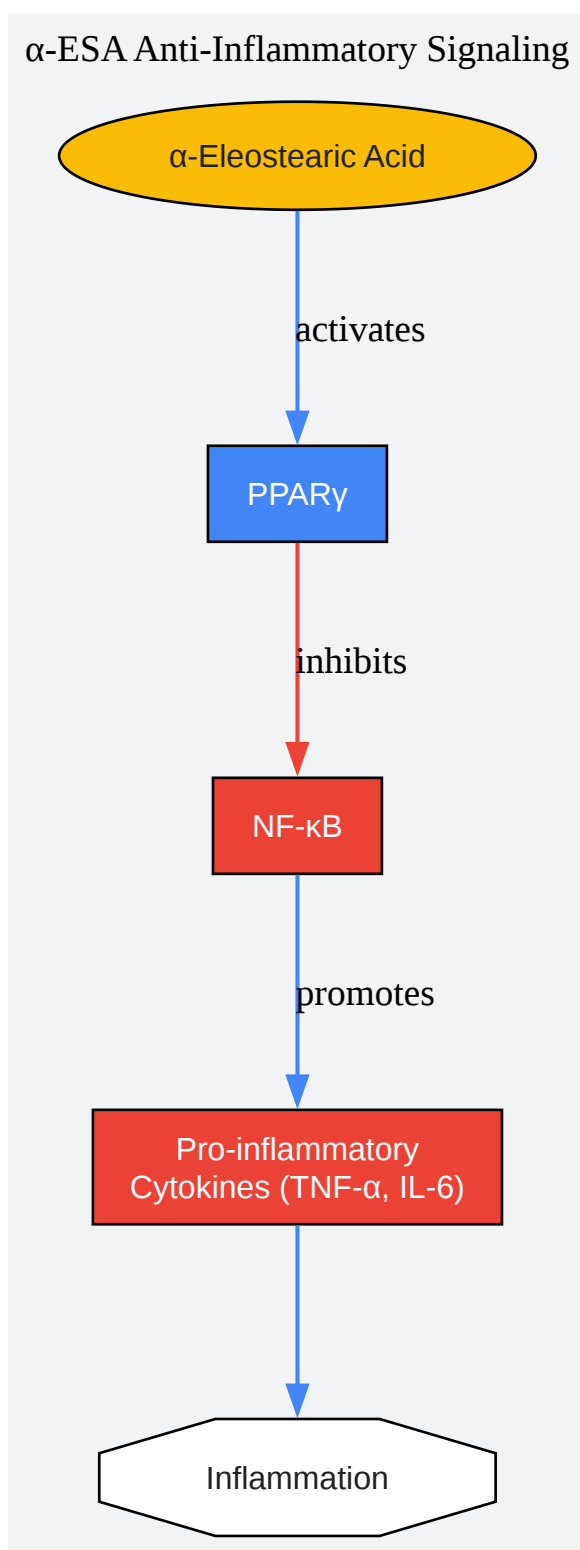 α-ESA Anti-Inflammatory Signaling
α-Eleostearic Acid
activates
PPARγ
inhibits
NF-κB
promotes
Pro-inflammatory
Cytokines (TNF-α, IL-6)
Inflammation